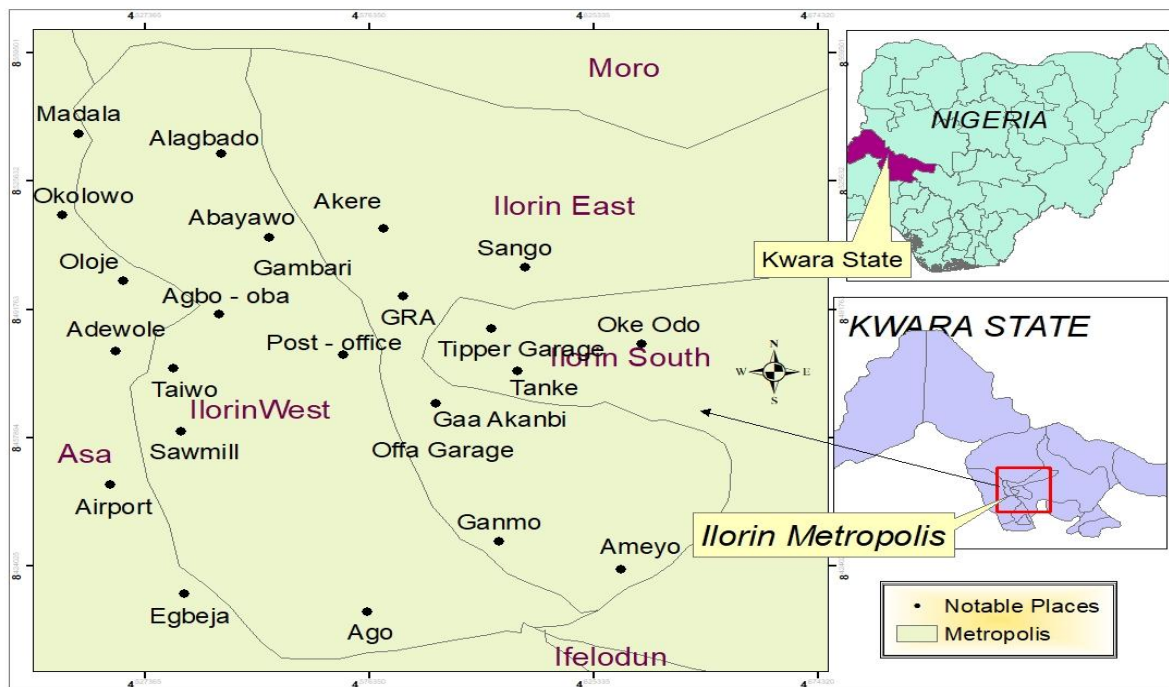 Moro
Madala
Alagbado
Okolowo
Akere
Abayawo
Ilorin East
Sango
Oloje
Gambari
Agbo - oba
GRA
Adewole
Post - office
Oke Odo
Tipper Garage
Ilorin South
Taiwo
Tanke
IlorinWest
Gaa Akanbi
Sawmill
Offa Garage
Asa
Airport
Ganmo
Ameyo
Egbeja
Ago
Ifelodun
N
W
E
S
NIGERIA
Kwara State
KWARA STATE
Ilorin Metropolis
Notable Places
Metropolis